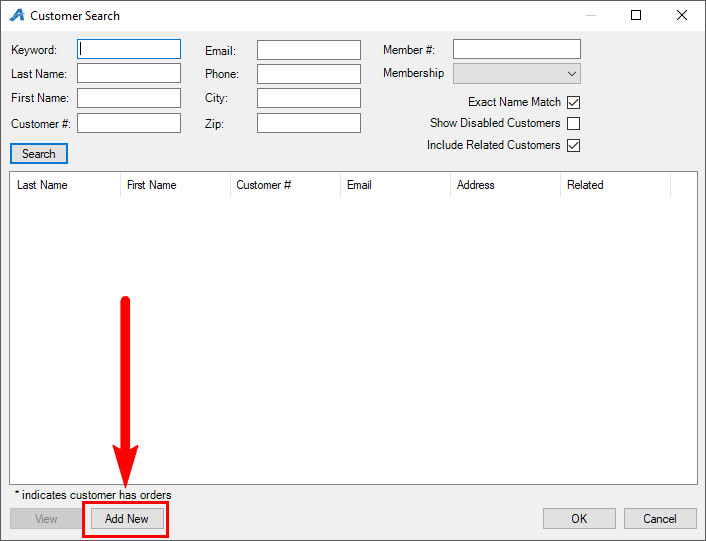 Customer Search
Keyword: Email: Member #:
Last Name: Phone: Membership
First Name: City: Exact Name Match
Customer #: Zip: Show Disabled Customers
Include Related Customers
Search
Last Name First Name Customer # Email Address Related
* indicates customer has orders
View Add New OK Cancel